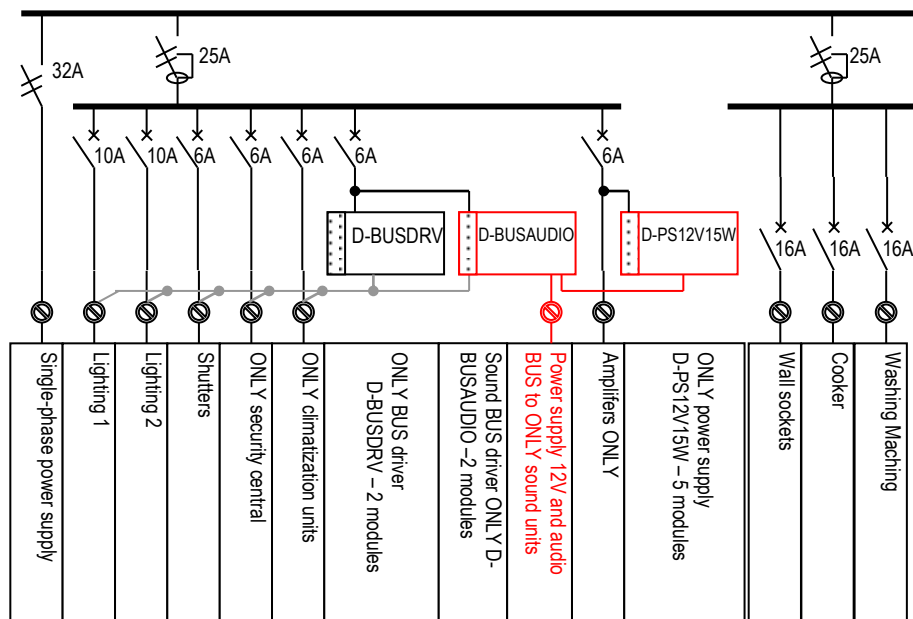 32A
25A
25A
10A
10A
6A
6A
6A
6A
6A
D-BUSDRV
D-BUSAUDIO
D-PS12V15W
16A
16A
16A
Single-phase power supply
Lighting 1
Lighting 2
Shutters
ONLY security central
ONLY climatization units
ONLY BUS driver
D-BUSDRV – 2 modules
Sound BUS driver ONLY D-
BUSAUDIO –2 modules
Power supply 12V and audio
BUS to ONLY sound units
Amplifers ONLY
ONLY power supply
D-PS12V15W – 5 modules
Wall sockets
Cooker
Washing Maching